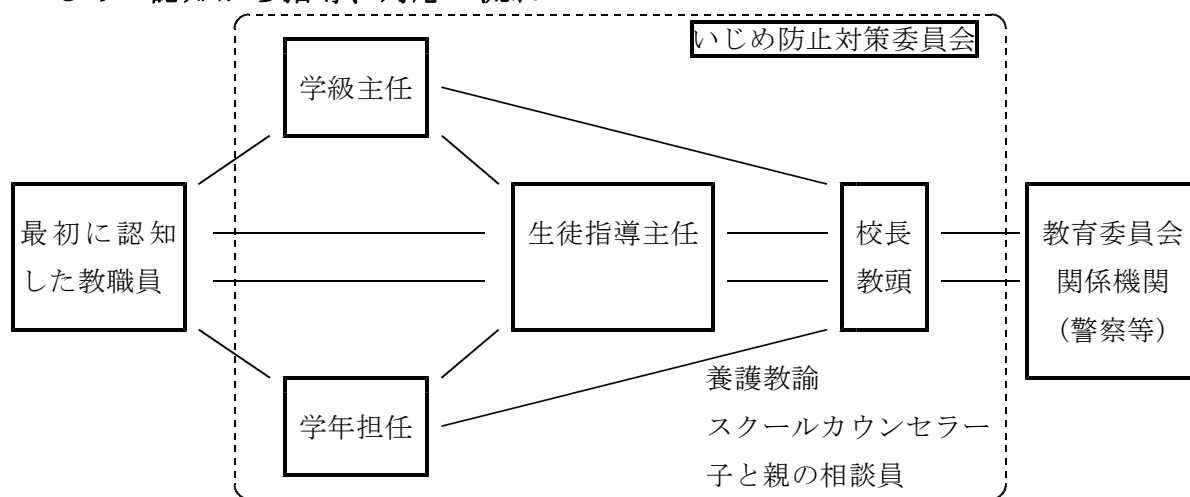 いじめ防止対策委員会
学級主任
最初に認知
した教職員
生徒指導主任
校長
教頭
教育委員会
関係機関
（警察等）
学年担任
養護教諭
スクールカウンセラー
子と親の相談員